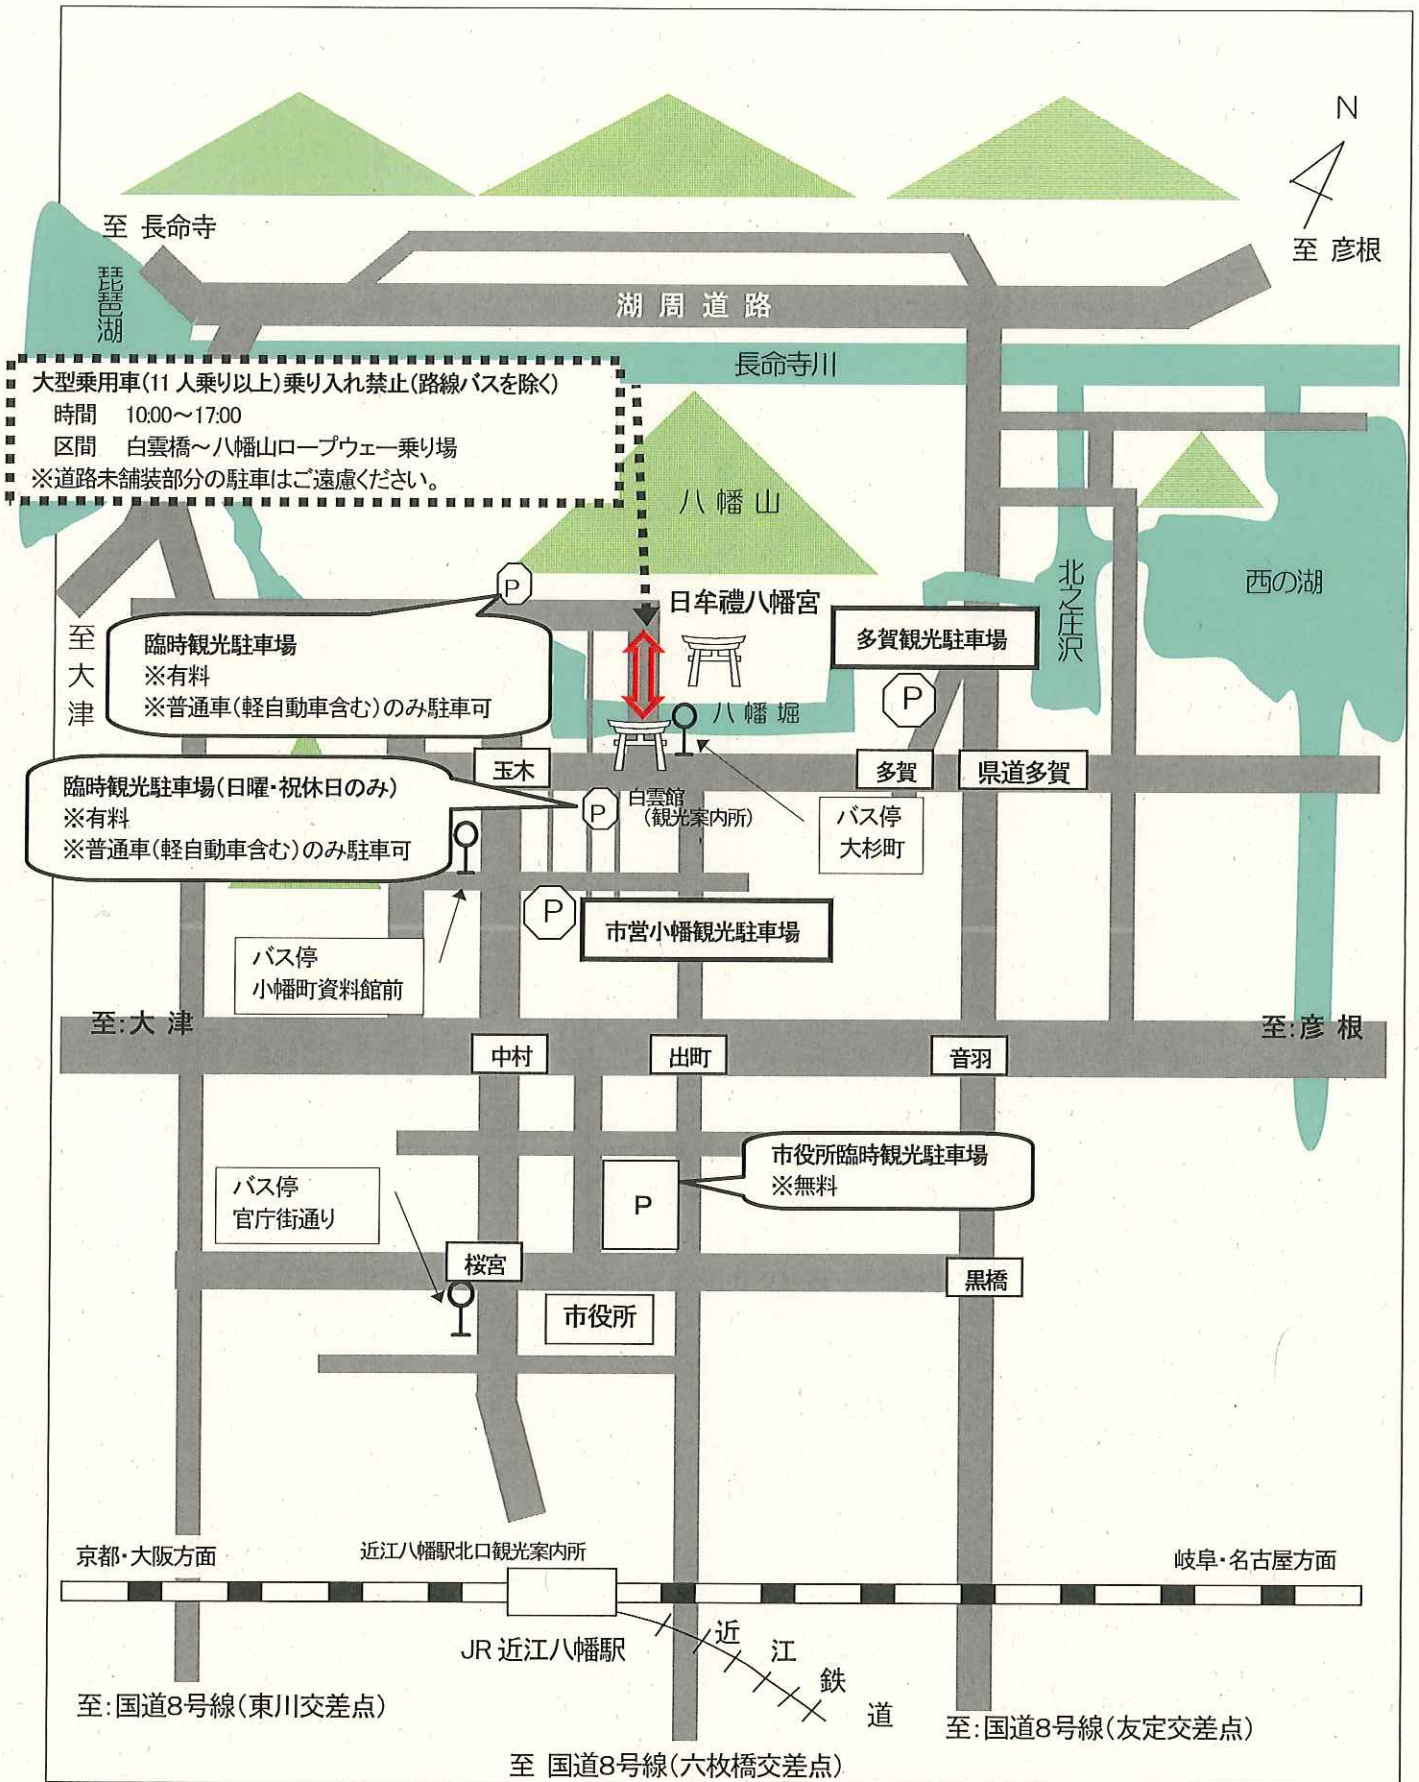 N
至 長命寺
至 彦根
琵琶湖
湖周道路
長命寺川
大型乗用車(11人乗り以上)乗り入れ禁止(路線バスを除く)
時間 10:00～17:00
区間 白雲橋～八幡山ロープウェー乗り場
※道路未舗装部分の駐車はご遠慮ください。
八幡山
北之庄沢
西の湖
P
日牟禮八幡宮
至大津
臨時観光駐車場
※有料
※普通車(軽自動車含む)のみ駐車可
多賀観光駐車場
P
八幡堀
玉木
多賀
県道多賀
臨時観光駐車場(日曜・祝休日のみ)
※有料
※普通車(軽自動車含む)のみ駐車可
P
白雲館
(観光案内所)
バス停
大杉町
P
市営小幡観光駐車場
バス停
小幡町資料館前
至:大津
至:彦根
中村
出町
音羽
市役所臨時観光駐車場
※無料
P
バス停
官庁街通り
桜宮
黒橋
市役所
京都・大阪方面
近江八幡駅北口観光案内所
岐阜・名古屋方面
JR 近江八幡駅
近江鉄道
至:国道8号線(東川交差点)
至:国道8号線(友定交差点)
至 国道8号線(六枚橋交差点)